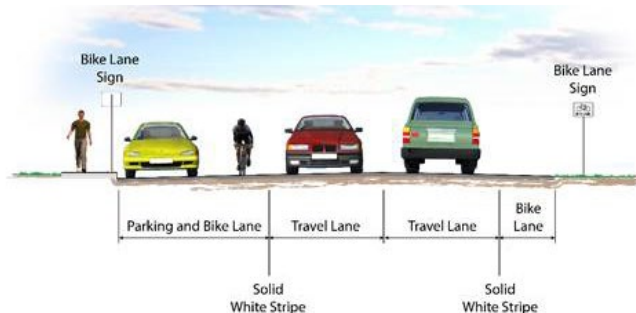 Bike Lane
Sign
Bike Lane
Sign
Parking and Bike Lane
Travel Lane
Travel Lane
Bike
Lane
Solid
White Stripe
Solid
White Stripe